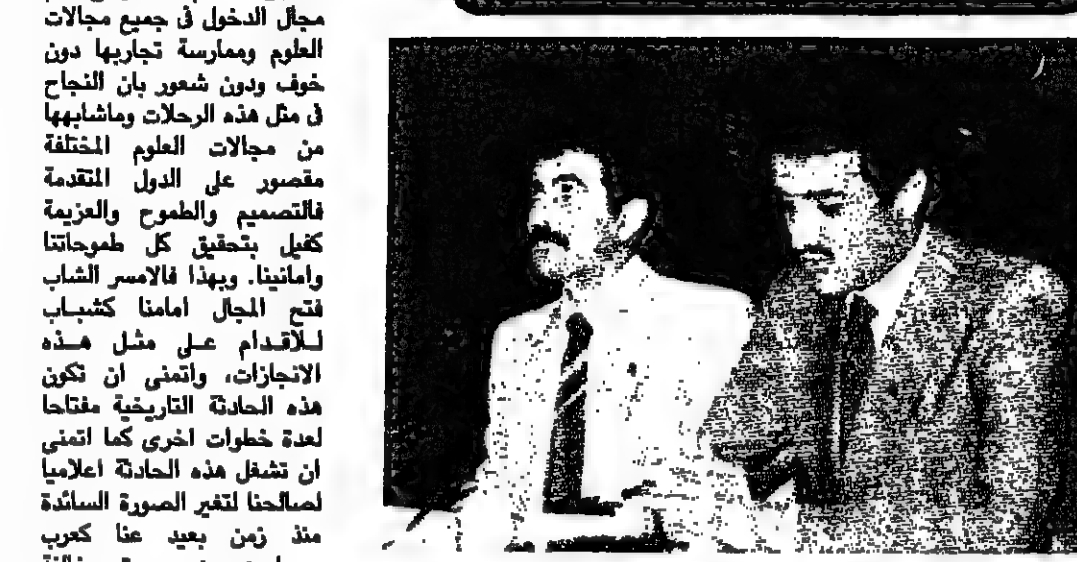 مجال الدخول في جميع مجالات
العلوم وممارسة تجاربها دون
خوف ودون شعور بان النجاح
في مثل هذه الرحلات وماشابهها
من مجالات العلوم المختلفة
مقصور على الدول المتقدمة
فالتصميم والطموح والعزيمة
كفيل بتحقيق كل طموحاتنا
وامانينا. وبهذا فالامسر الشاب
فتح المجال امامنا كشباب
للأقدام على مثل هذه
الانجازات، واتمنى ان تكون
هذه الحادثة التاريخية مفتاحا
لعدة خطوات اخرى كما اتمنى
ان تشغل هذه الحادثة اعلاميا
لصالحنا لتغير الصورة السائدة
منذ زمن بعيد عنا كعرب